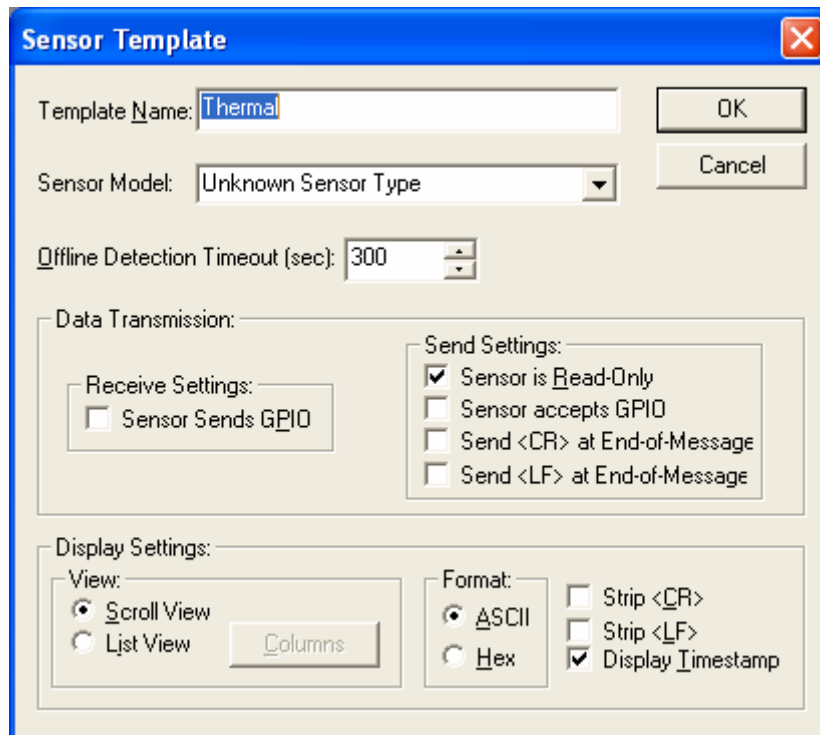 Sensor Template
Template Name: Thermal
OK
Sensor Model: Unknown Sensor Type
Cancel
Offline Detection Timeout (sec): 300
Data Transmission:
Receive Settings:
Sensor Sends GPIO
Send Settings:
Sensor is Read-Only
Sensor accepts GPIO
Send <CR> at End-of-Message
Send <LF> at End-of-Message
Display Settings:
View:
Scroll View
List View
Columns
Format:
ASCII
Hex
Strip <CR>
Strip <LF>
Display Timestamp